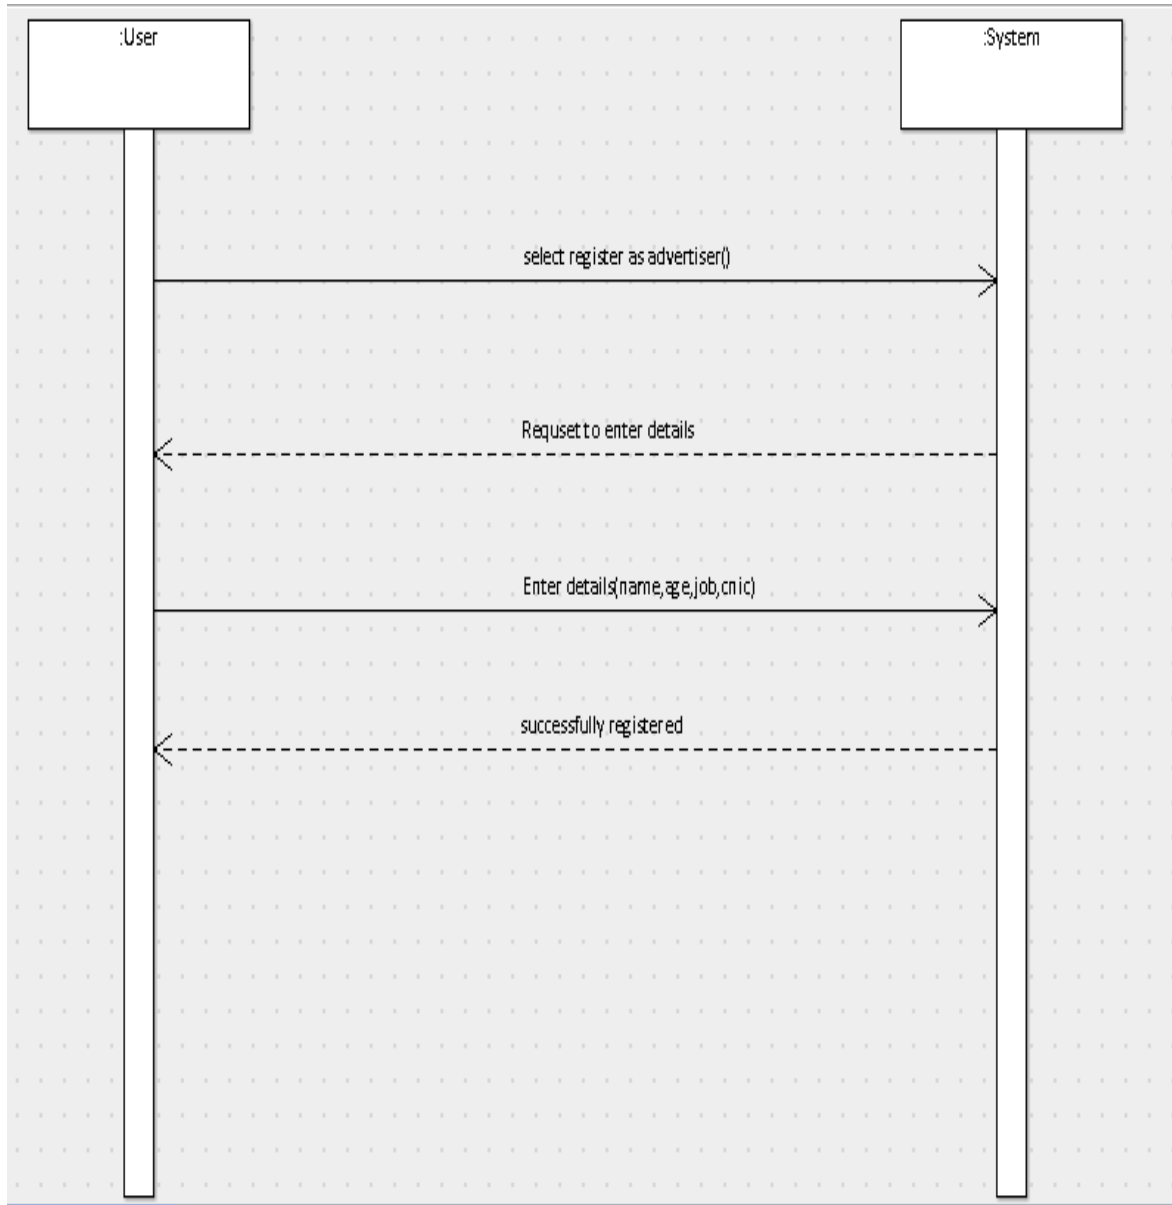 :User
:System
select register as advertiser()
Requset to enter details
Enter details(name,age,job,cnic)
successfully registered